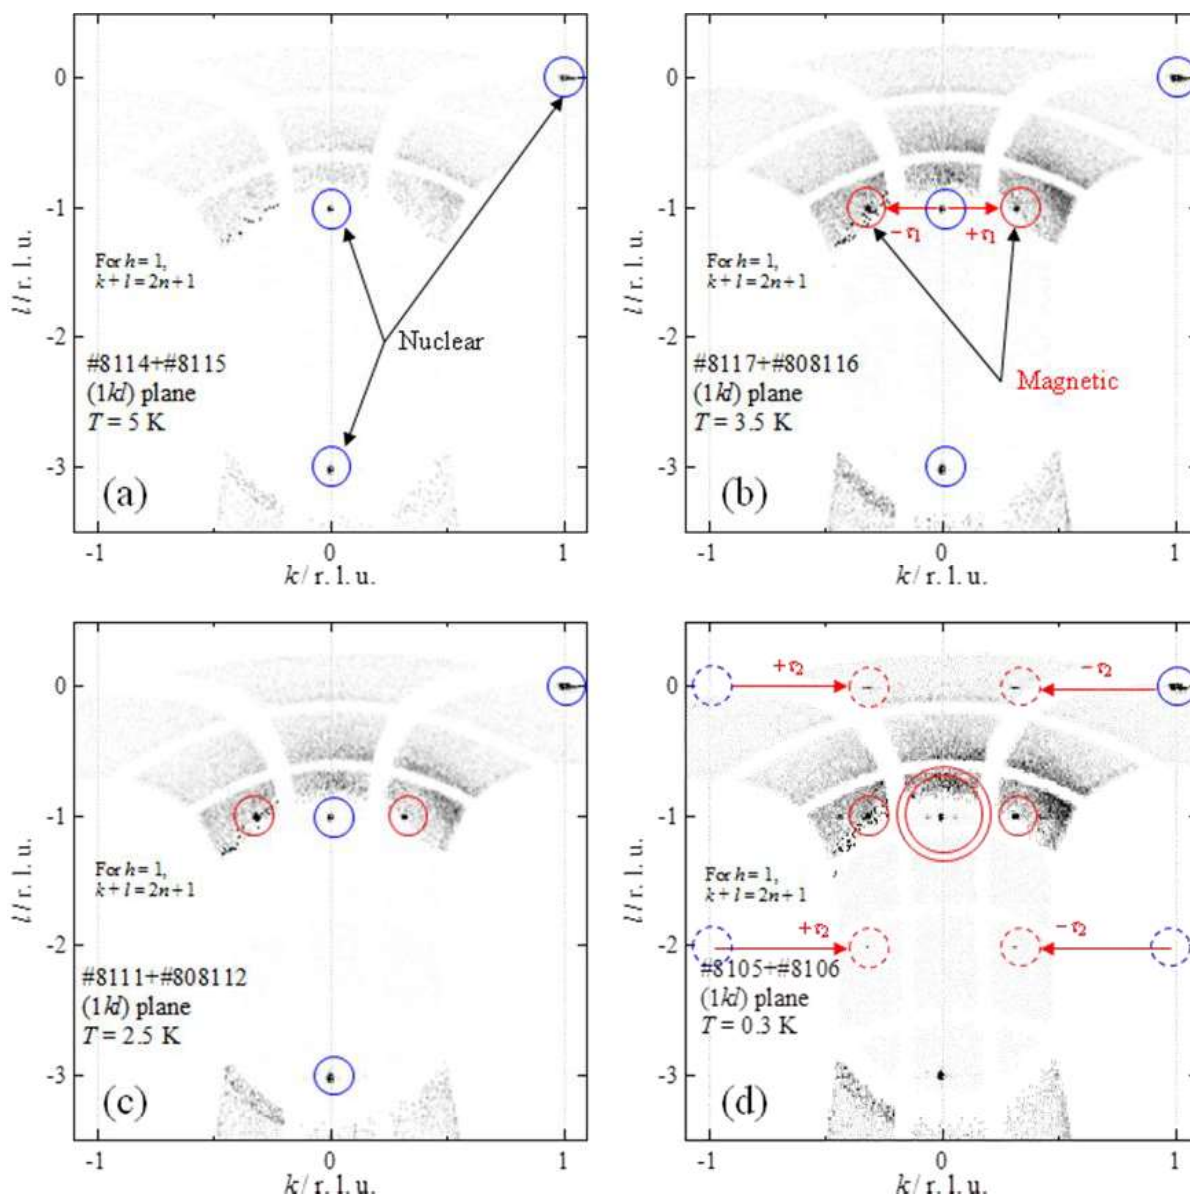 (a)
0
-1
-2
-3
l / r. l. u.
For h = 1,
k + l = 2n + 1
#8114+#8115
(1kl) plane
T = 5 K
Nuclear
-1
0
1
k / r. l. u.
(b)
0
-1
-2
-3
l / r. l. u.
−τ1
+τ1
For h = 1,
k + l = 2n + 1
#8117+#808116
(1kl) plane
T = 3.5 K
Magnetic
-1
0
1
k / r. l. u.
(c)
0
-1
-2
-3
l / r. l. u.
For h = 1,
k + l = 2n + 1
#8111+#808112
(1kl) plane
T = 2.5 K
-1
0
1
k / r. l. u.
(d)
0
-1
-2
-3
l / r. l. u.
+τ2
−τ2
For h = 1,
k + l = 2n + 1
+τ2
−τ2
#8105+#8106
(1kl) plane
T = 0.3 K
-1
0
1
k / r. l. u.